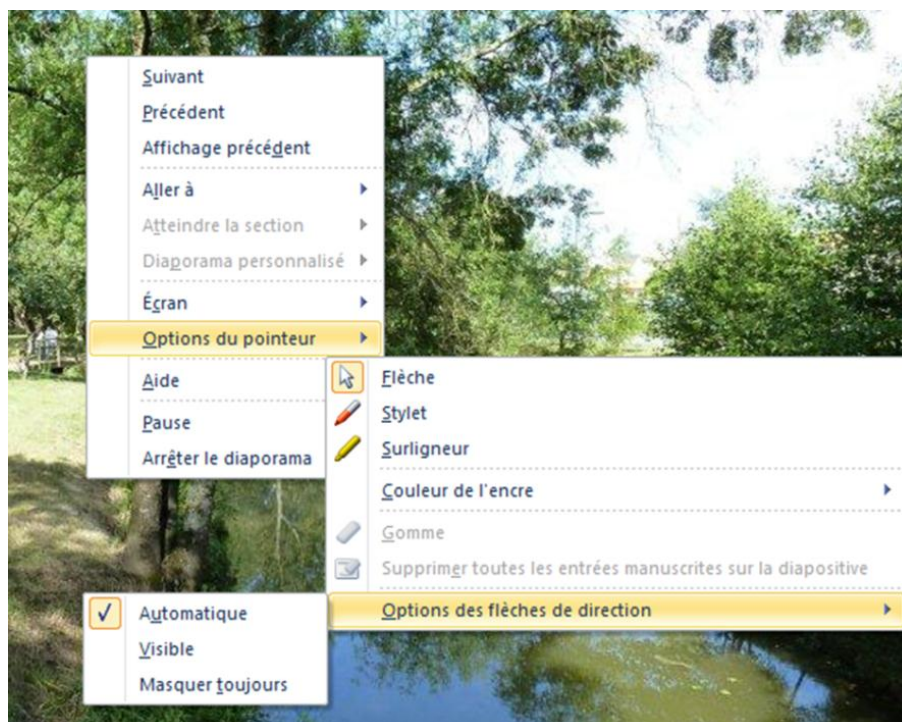 Suivant
Précédent
Affichage précédent
Aller à
Atteindre la section
Diaporama personnalisé
Écran
Options du pointeur
Aide
Pause
Arrêter le diaporama
Flèche
Stylet
Surligneur
Couleur de l'encre
Gomme
Supprimer toutes les entrées manuscrites sur la diapositive
Options des flèches de direction
Automatique
Visible
Masquer toujours